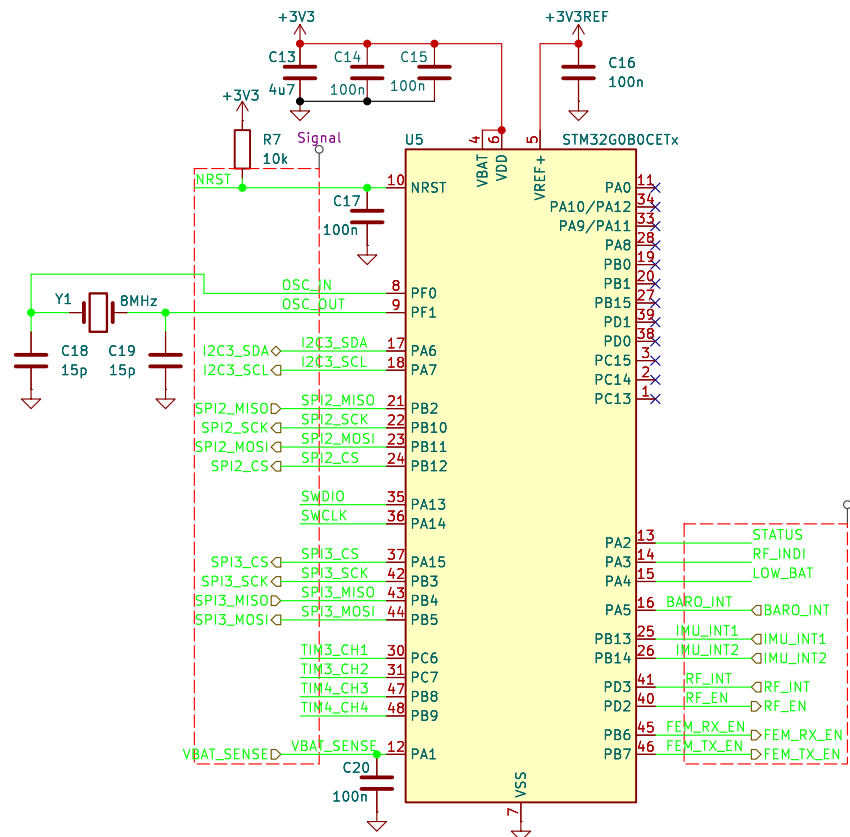 +3V3
+3V3REF
C13
4u7
C14
100n
C15
100n
C16
100n
+3V3
R7
10k
Signal
U5
STM32G0B0CETx
4
6
5
VBAT
VDD
VREF+
NRST
10
NRST
C17
100n
Y1
8MHz
OSC_IN
8
PF0
OSC_OUT
9
PF1
C18
15p
C19
15p
I2C3_SDA
I2C3_SDA
17
PA6
I2C3_SCL
I2C3_SCL
18
PA7
SPI2_MISO
SPI2_MISO
21
PB2
SPI2_SCK
SPI2_SCK
22
PB10
SPI2_MOSI
SPI2_MOSI
23
PB11
SPI2_CS
SPI2_CS
24
PB12
SWDIO
35
PA13
SWCLK
36
PA14
SPI3_CS
SPI3_CS
37
PA15
SPI3_SCK
SPI3_SCK
42
PB3
SPI3_MISO
SPI3_MISO
43
PB4
SPI3_MOSI
SPI3_MOSI
44
PB5
TIM3_CH1
30
PC6
TIM3_CH2
31
PC7
TIM4_CH3
47
PB8
TIM4_CH4
48
PB9
VBAT_SENSE
VBAT_SENSE
12
PA1
C20
100n
PA0
11
PA10/PA12
34
PA9/PA11
33
PA8
28
PB0
19
PB1
20
PB15
27
PD1
39
PD0
38
PC15
3
PC14
2
PC13
1
PA2
13
STATUS
PA3
14
RF_INDI
PA4
15
LOW_BAT
PA5
16
BARO_INT
BARO_INT
PB13
25
IMU_INT1
IMU_INT1
PB14
26
IMU_INT2
IMU_INT2
PD3
41
RF_INT
RF_INT
PD2
40
RF_EN
RF_EN
PB6
45
FEM_RX_EN
FEM_RX_EN
PB7
46
FEM_TX_EN
FEM_TX_EN
VSS
7